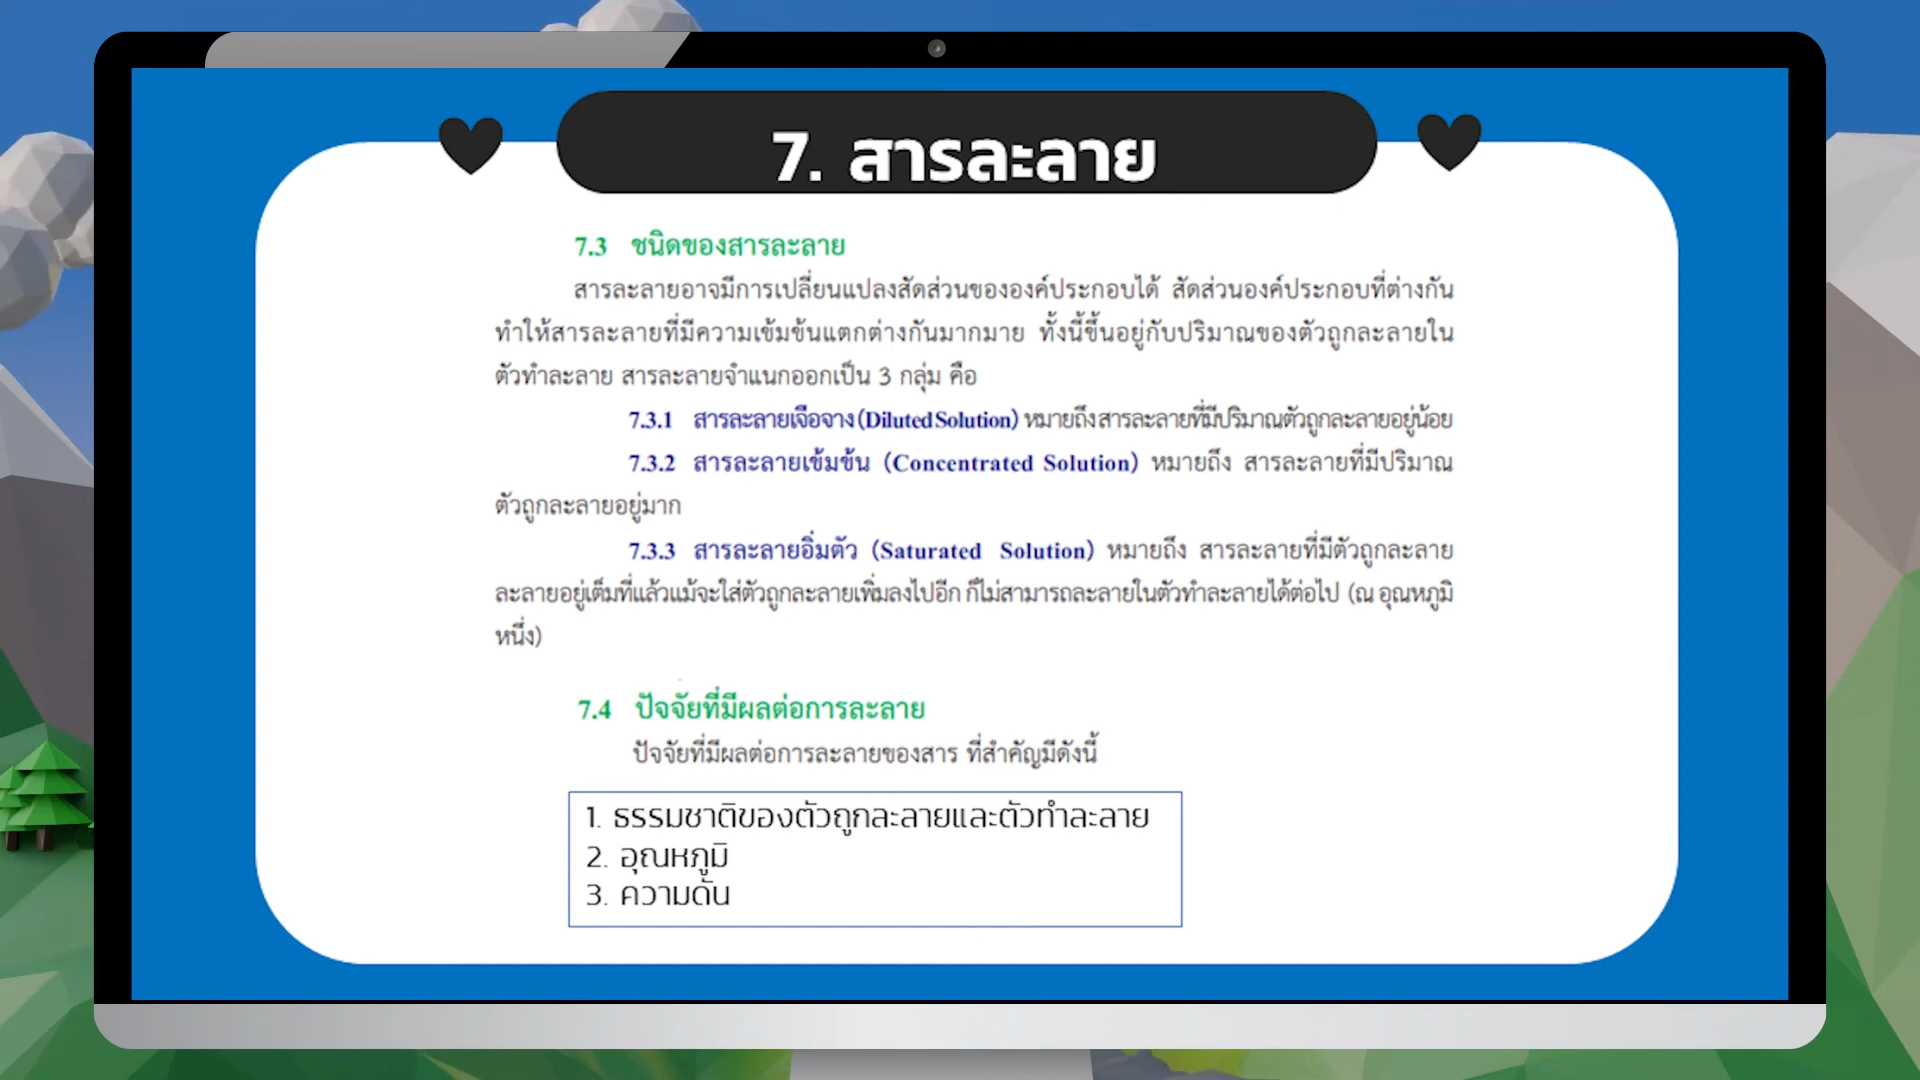 7. สารละลาย
7.3 ชนิดของสารละลาย
สารละลายอาจมีการเปลี่ยนแปลงสัดส่วนขององค์ประกอบได้ สัดส่วนองค์ประกอบที่ต่างกัน
ทำให้สารละลายที่มีความเข้มข้นแตกต่างกันมากมาย ทั้งนี้ขึ้นอยู่กับปริมาณของตัวถูกละลายใน
ตัวทำละลาย สารละลายจำแนกออกเป็น 3 กลุ่ม คือ
7.3.1 สารละลายเจือจาง (Diluted Solution) หมายถึง สารละลายที่มีปริมาณตัวถูกละลายอยู่น้อย
7.3.2 สารละลายเข้มข้น (Concentrated Solution) หมายถึง สารละลายที่มีปริมาณ
ตัวถูกละลายอยู่มาก
7.3.3 สารละลายอิ่มตัว (Saturated Solution) หมายถึง สารละลายที่มีตัวถูกละลาย
ละลายอยู่เต็มที่แล้วแม้จะใส่ตัวถูกละลายเพิ่มลงไปอีก ก็ไม่สามารถละลายในตัวทำละลายได้ต่อไป (ณ อุณหภูมิ
หนึ่ง)
7.4 ปัจจัยที่มีผลต่อการละลาย
ปัจจัยที่มีผลต่อการละลายของสาร ที่สำคัญมีดังนี้
1. ธรรมชาติของตัวถูกละลายและตัวทำละลาย
2. อุณหภูมิ
3. ความดัน